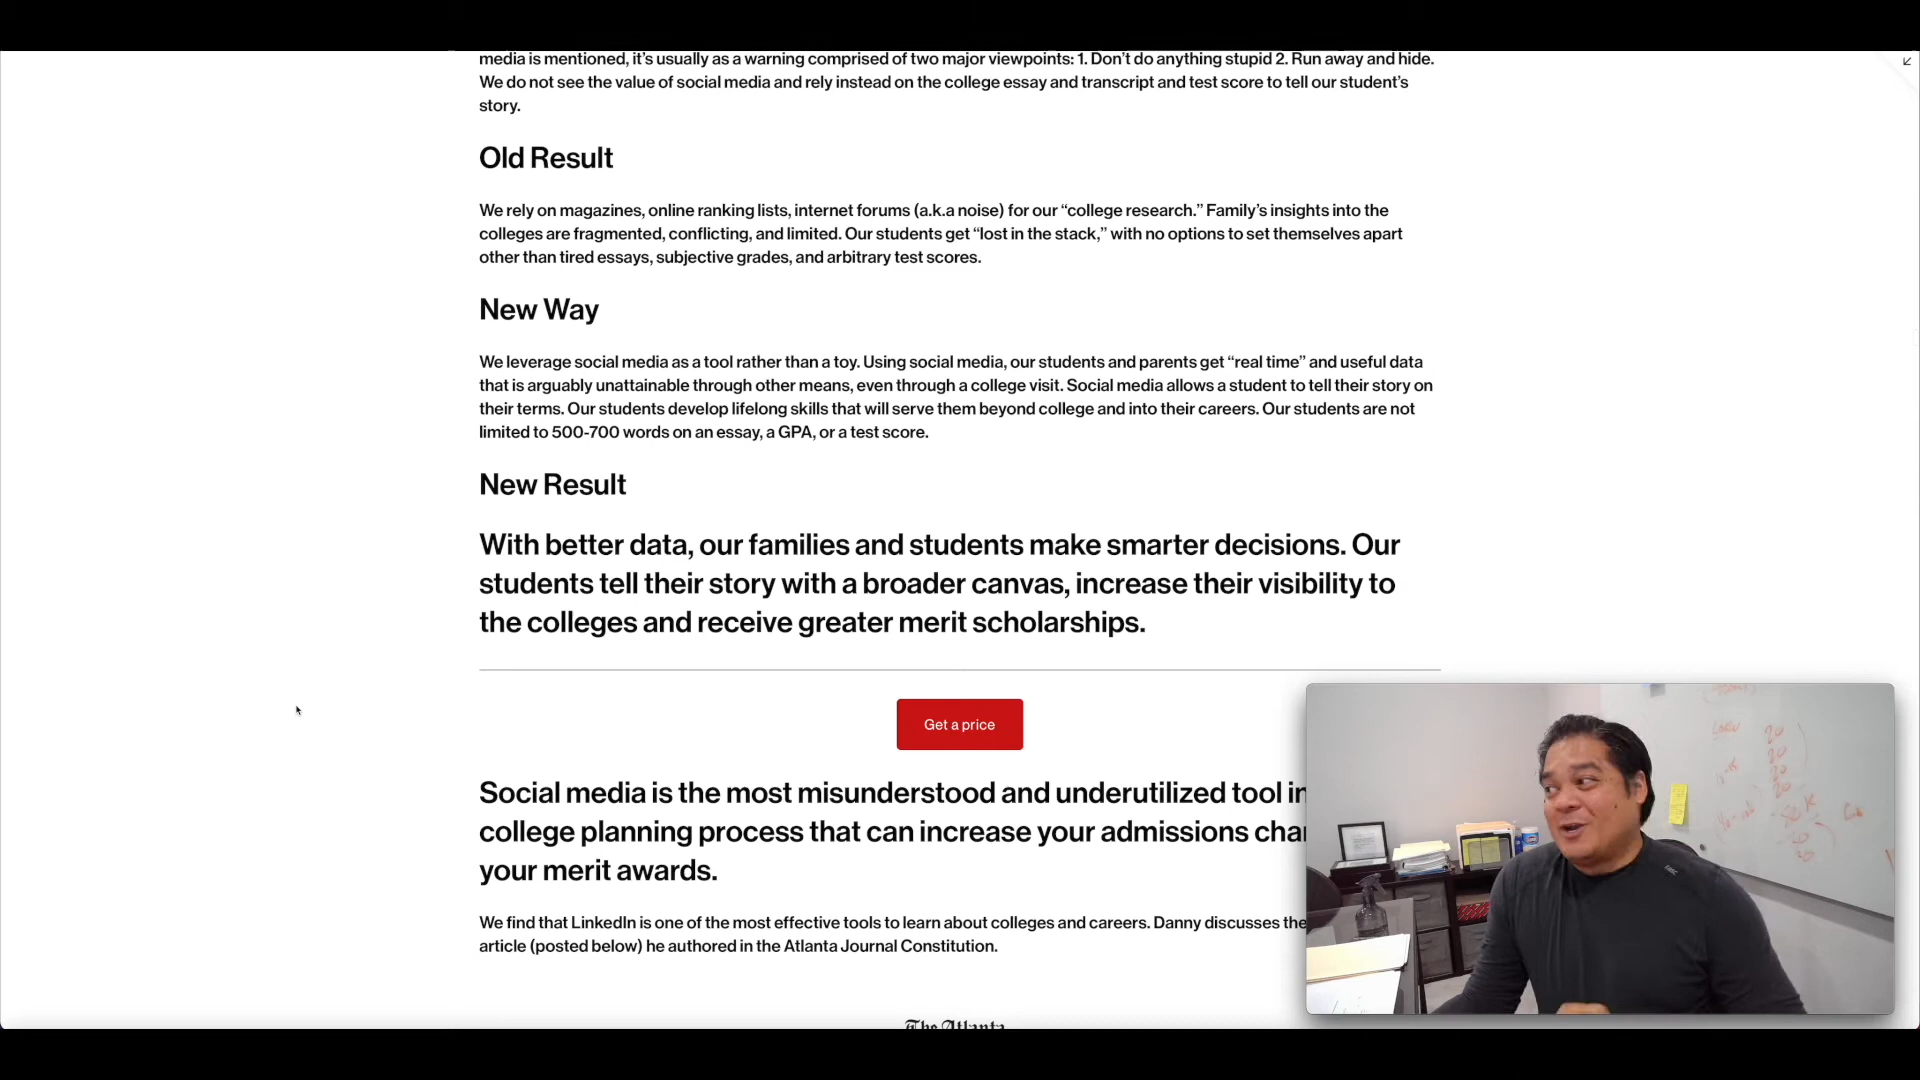 media is mentioned, it’s usually as a warning comprised of two major viewpoints: 1. Don’t do anything stupid 2. Run away and hide.
We do not see the value of social media and rely instead on the college essay and transcript and test score to tell our student’s
story.
Old Result
We rely on magazines, online ranking lists, internet forums (a.k.a noise) for our “college research.” Family’s insights into the
colleges are fragmented, conflicting, and limited. Our students get “lost in the stack,” with no options to set themselves apart
other than tired essays, subjective grades, and arbitrary test scores.
New Way
We leverage social media as a tool rather than a toy. Using social media, our students and parents get “real time” and useful data
that is arguably unattainable through other means, even through a college visit. Social media allows a student to tell their story on
their terms. Our students develop lifelong skills that will serve them beyond college and into their careers. Our students are not
limited to 500-700 words on an essay, a GPA, or a test score.
New Result
With better data, our families and students make smarter decisions. Our
students tell their story with a broader canvas, increase their visibility to
the colleges and receive greater merit scholarships.
Get a price
Social media is the most misunderstood and underutilized tool in
college planning process that can increase your admissions cha
your merit awards.
We find that LinkedIn is one of the most effective tools to learn about colleges and careers. Danny discusses the
article (posted below) he authored in the Atlanta Journal Constitution.
The Atlanta
20
20
20
20